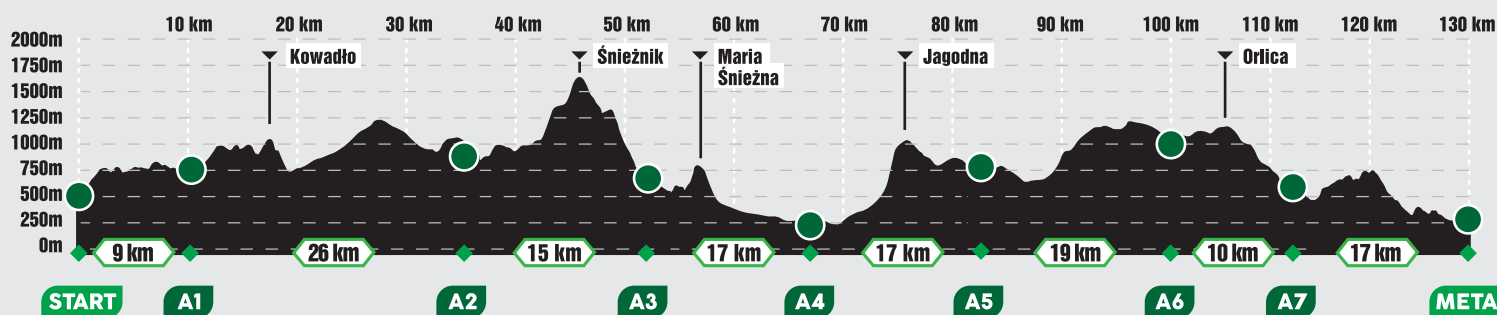 10 km 20 km 30 km 40 km 50 km 60 km 70 km 80 km 90 km 100 km 110 km 120 km 130 km
2000m
1750m
1500m
1250m
1000m
750m
500m
250m
0m
Kowadło
Śnieżnik
Maria
Śnieżna
Jagodna
Orlica
9 km 26 km 15 km 17 km 17 km 19 km 10 km 17 km
START A1 A2 A3 A4 A5 A6 A7 META